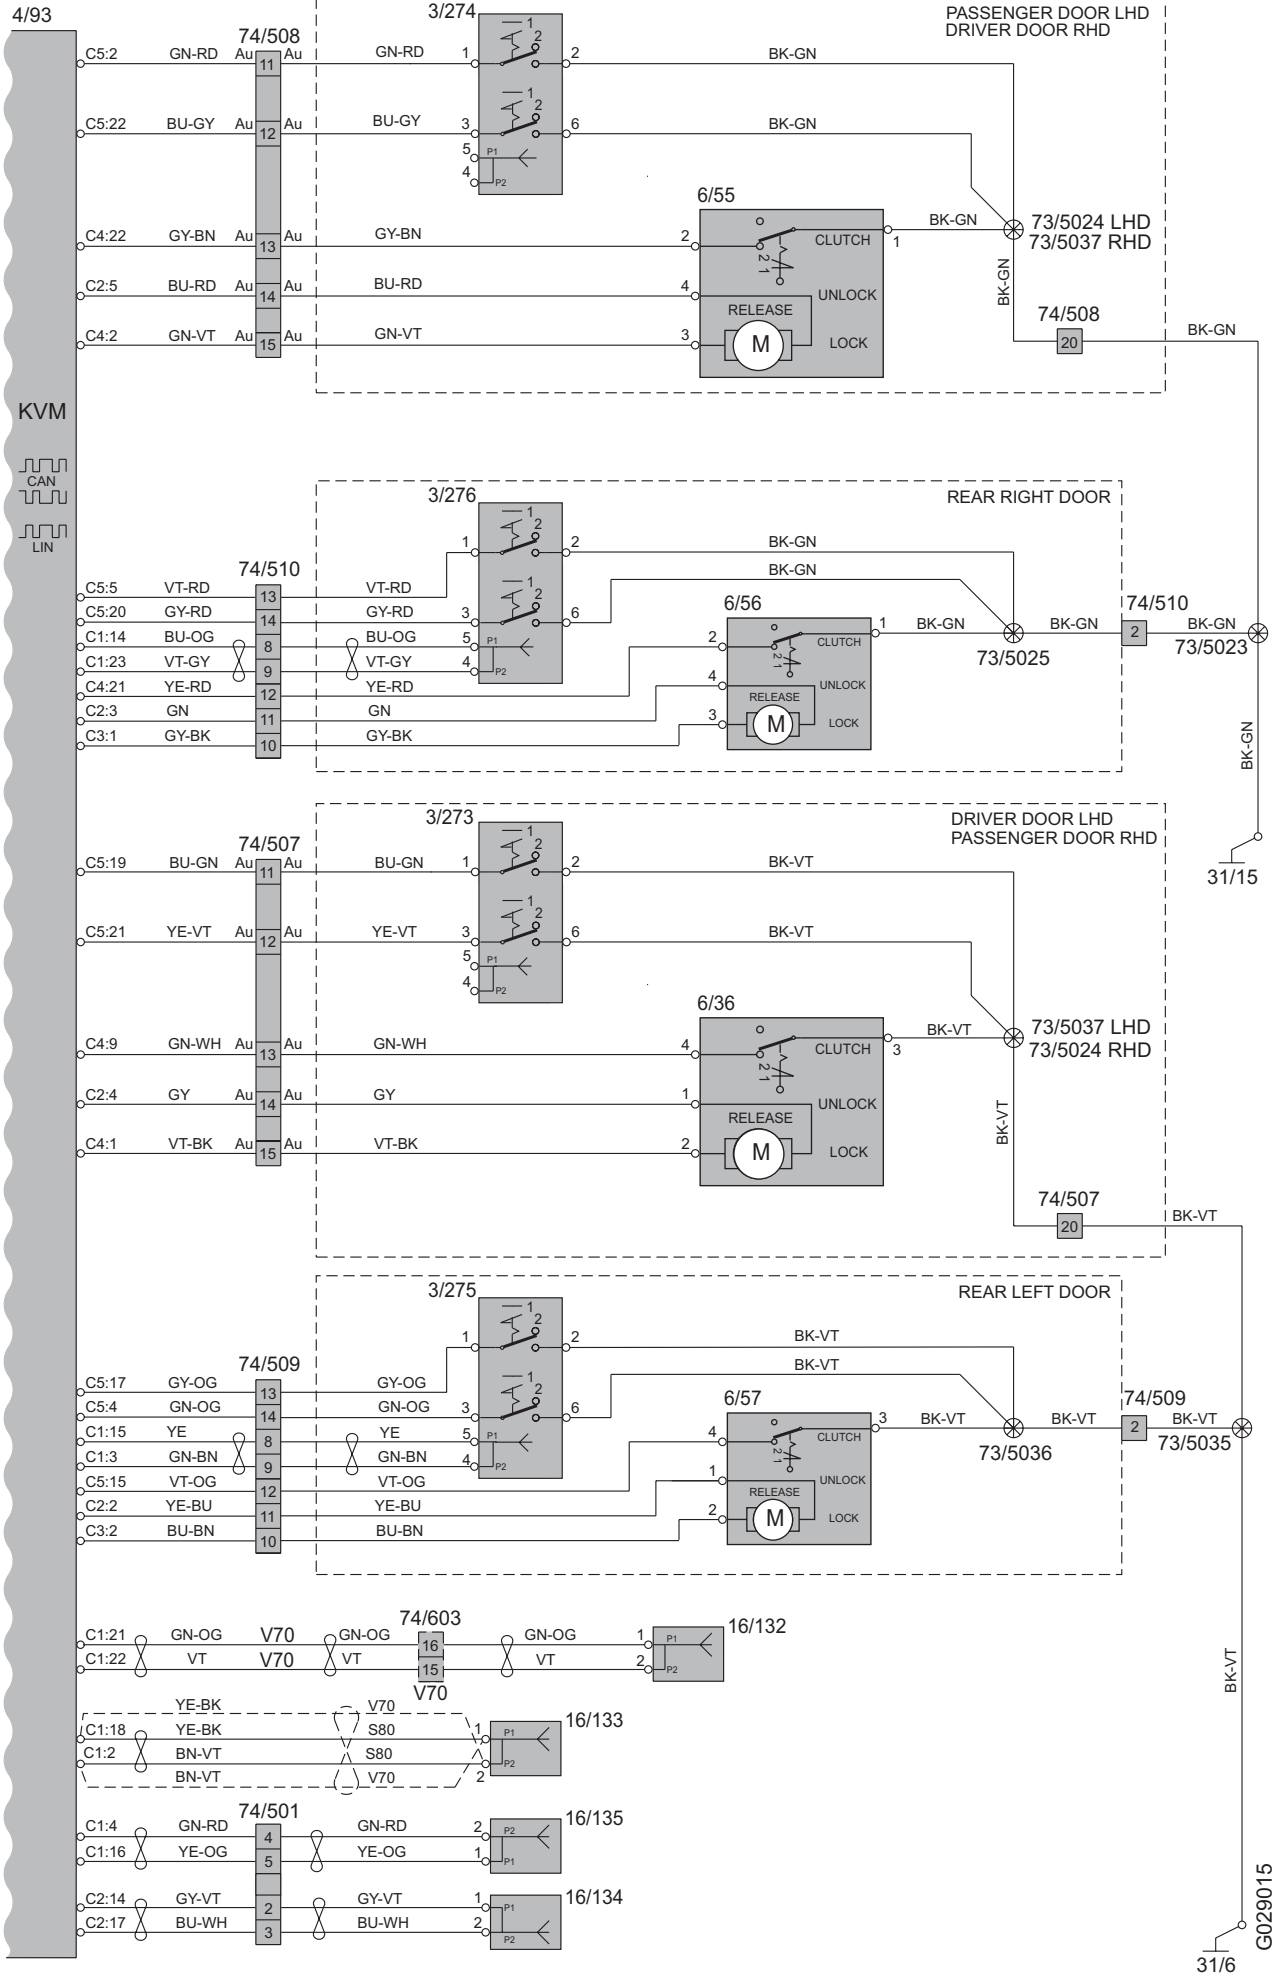 4/93
3/274
PASSENGER DOOR LHD
DRIVER DOOR RHD
74/508
C5:2 GN-RD Au 11 Au GN-RD 1 1 2 2 BK-GN
C5:22 BU-GY Au 12 Au BU-GY 3 1 2 6 BK-GN
5 P1
4 P2
6/55
C4:22 GY-BN Au 13 Au GY-BN 2 2 1 CLUTCH 1 BK-GN
73/5024 LHD
73/5037 RHD
BK-GN
C2:5 BU-RD Au 14 Au BU-RD 4 UNLOCK
RELEASE
74/508
C4:2 GN-VT Au 15 Au GN-VT 3 M LOCK 20 BK-GN
KVM
CAN
LIN
3/276
REAR RIGHT DOOR
1 1 2 2 BK-GN
74/510
C5:5 VT-RD 13 VT-RD BK-GN
C5:20 GY-RD 14 GY-RD 3 1 2 6
C1:14 BU-OG 8 BU-OG 5 P1
C1:23 VT-GY 9 VT-GY 4 P2
C4:21 YE-RD 12 YE-RD
C2:3 GN 11 GN
C3:1 GY-BK 10 GY-BK
6/56
2 2 1 CLUTCH 1 BK-GN 73/5025 BK-GN
74/510
2 BK-GN 73/5023
4 UNLOCK
RELEASE
3 M LOCK
BK-GN
31/15
DRIVER DOOR LHD
PASSENGER DOOR RHD
3/273
74/507
C5:19 BU-GN Au 11 Au BU-GN 1 1 2 2 BK-VT
C5:21 YE-VT Au 12 Au YE-VT 3 1 2 6 BK-VT
5 P1
4 P2
6/36
C4:9 GN-WH Au 13 Au GN-WH 4 2 1 CLUTCH 3 BK-VT
73/5037 LHD
73/5024 RHD
C2:4 GY Au 14 Au GY 1 UNLOCK
RELEASE
BK-VT
C4:1 VT-BK Au 15 Au VT-BK 2 M LOCK
74/507
20 BK-VT
3/275
REAR LEFT DOOR
1 1 2 2 BK-VT
74/509
C5:17 GY-OG 13 GY-OG BK-VT
C5:4 GN-OG 14 GN-OG 3 1 2 6
C1:15 YE 8 YE 5 P1
C1:3 GN-BN 9 GN-BN 4 P2
C5:15 VT-OG 12 VT-OG
C2:2 YE-BU 11 YE-BU
C3:2 BU-BN 10 BU-BN
6/57
4 2 1 CLUTCH 3 BK-VT 73/5036 BK-VT
74/509
2 BK-VT 73/5035
1 UNLOCK
RELEASE
2 M LOCK
74/603
16/132
C1:21 GN-OG V70 GN-OG 16 GN-OG 1 P1
C1:22 VT V70 VT 15 VT 2 P2
V70
BK-VT
YE-BK V70
16/133
C1:18 YE-BK S80 1 P1
C1:2 BN-VT S80 P2
BN-VT V70 2
74/501
16/135
C1:4 GN-RD 4 GN-RD 2 P2
C1:16 YE-OG 5 YE-OG 1 P1
16/134
C2:14 GY-VT 2 GY-VT 1 P1
C2:17 BU-WH 3 BU-WH 2 P2
31/6
G029015